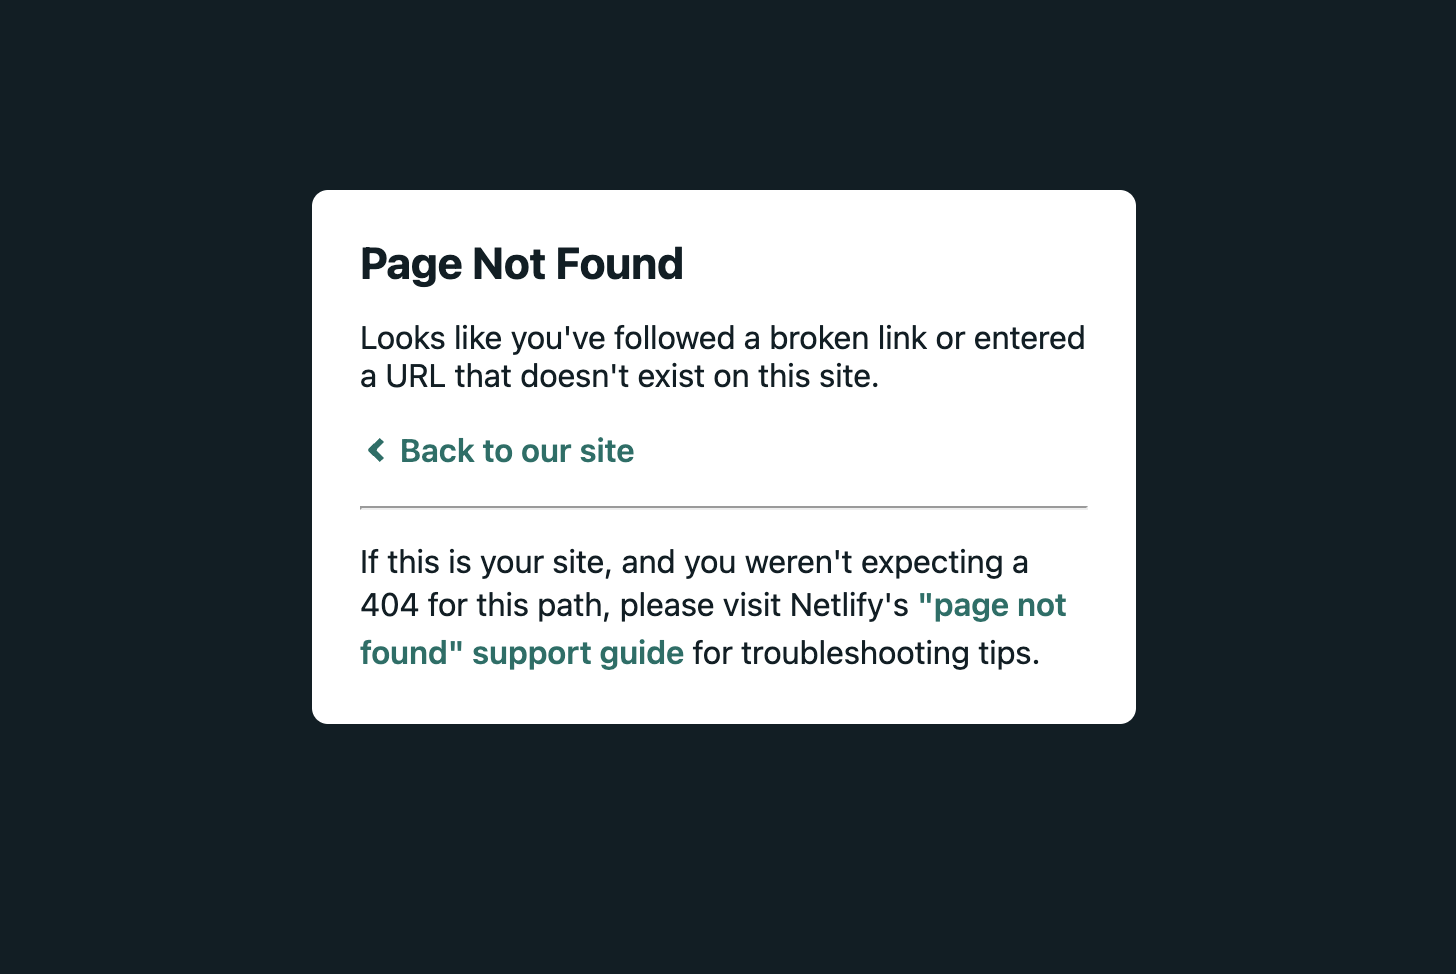 Page Not Found
Looks like you've followed a broken link or entered
a URL that doesn't exist on this site.
Back to our site
If this is your site, and you weren't expecting a
404 for this path, please visit Netlify's "page not
found" support guide for troubleshooting tips.